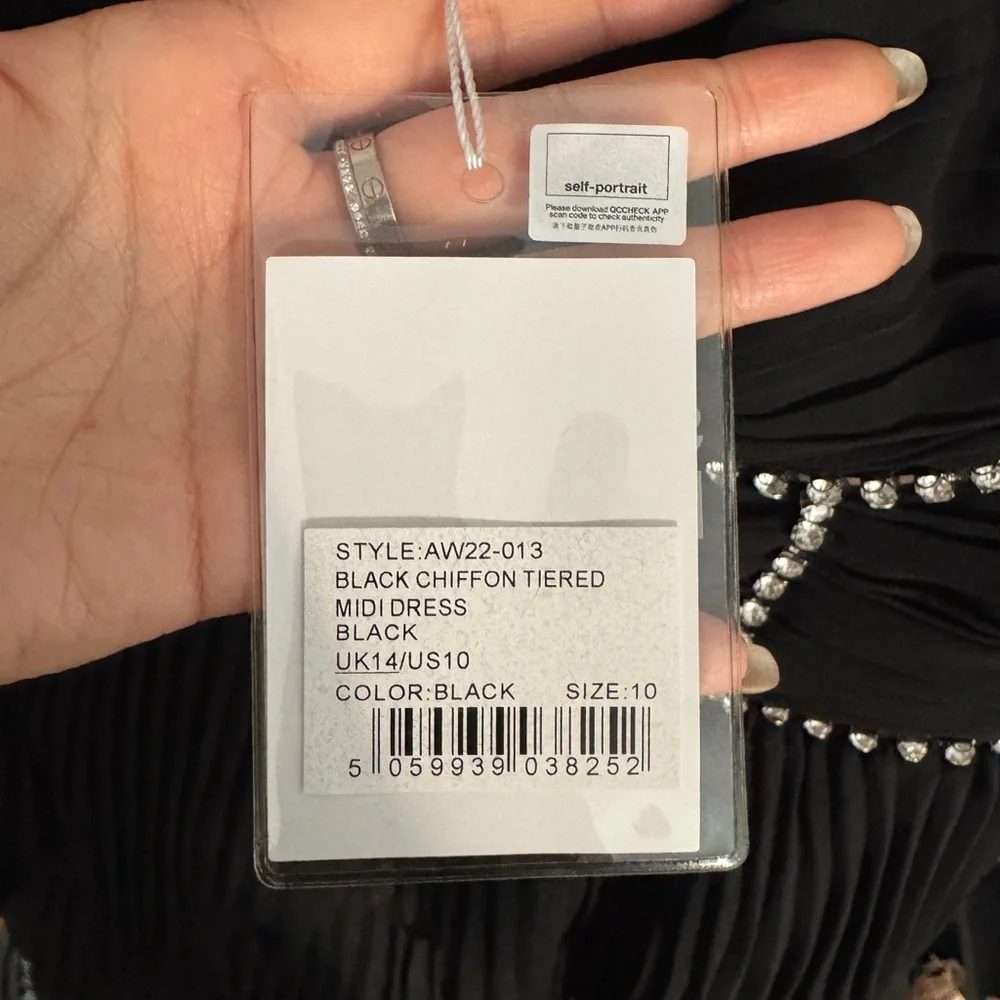 self-portrait
Please download QCCHECK APP
scan code to check authenticity
STYLE:AW22-013
BLACK CHIFFON TIERED
MIDI DRESS
BLACK
UK14/US10
COLOR:BLACK SIZE:10
5 059939 038252